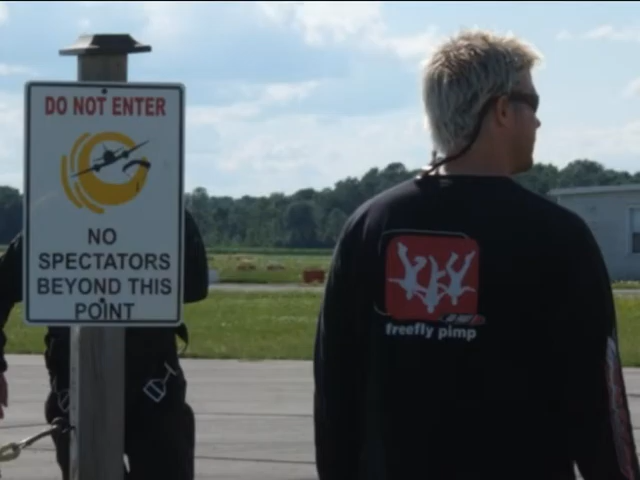 DO NOT ENTER
NO
SPECTATORS
BEYOND THIS
POINT
freefly pimp